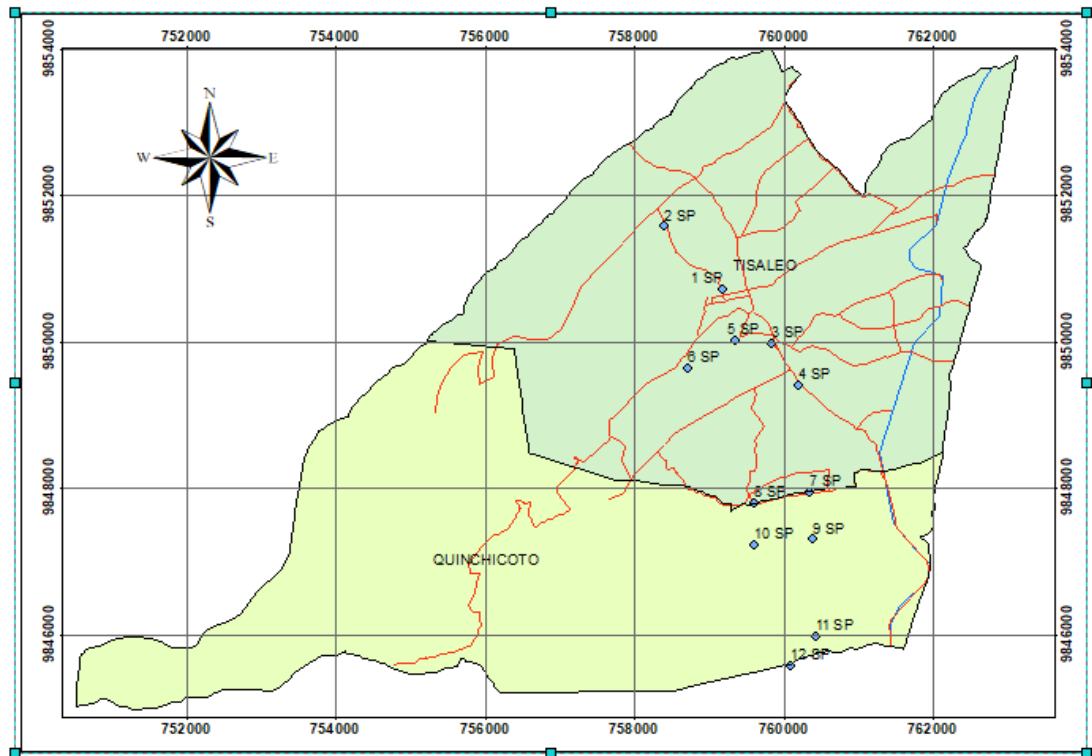 752000 754000 756000 758000 760000 762000
9854000 9854000
N
W E
S
9852000 9852000
2 SP
TISALEO
1 SP
9850000 9850000
5 SP 3 SP
6 SP
4 SP
9848000 9848000
8 SP 7 SP
10 SP 9 SP
QUINCHICOTO
9846000 9846000
11 SP
12 SP
752000 754000 756000 758000 760000 762000